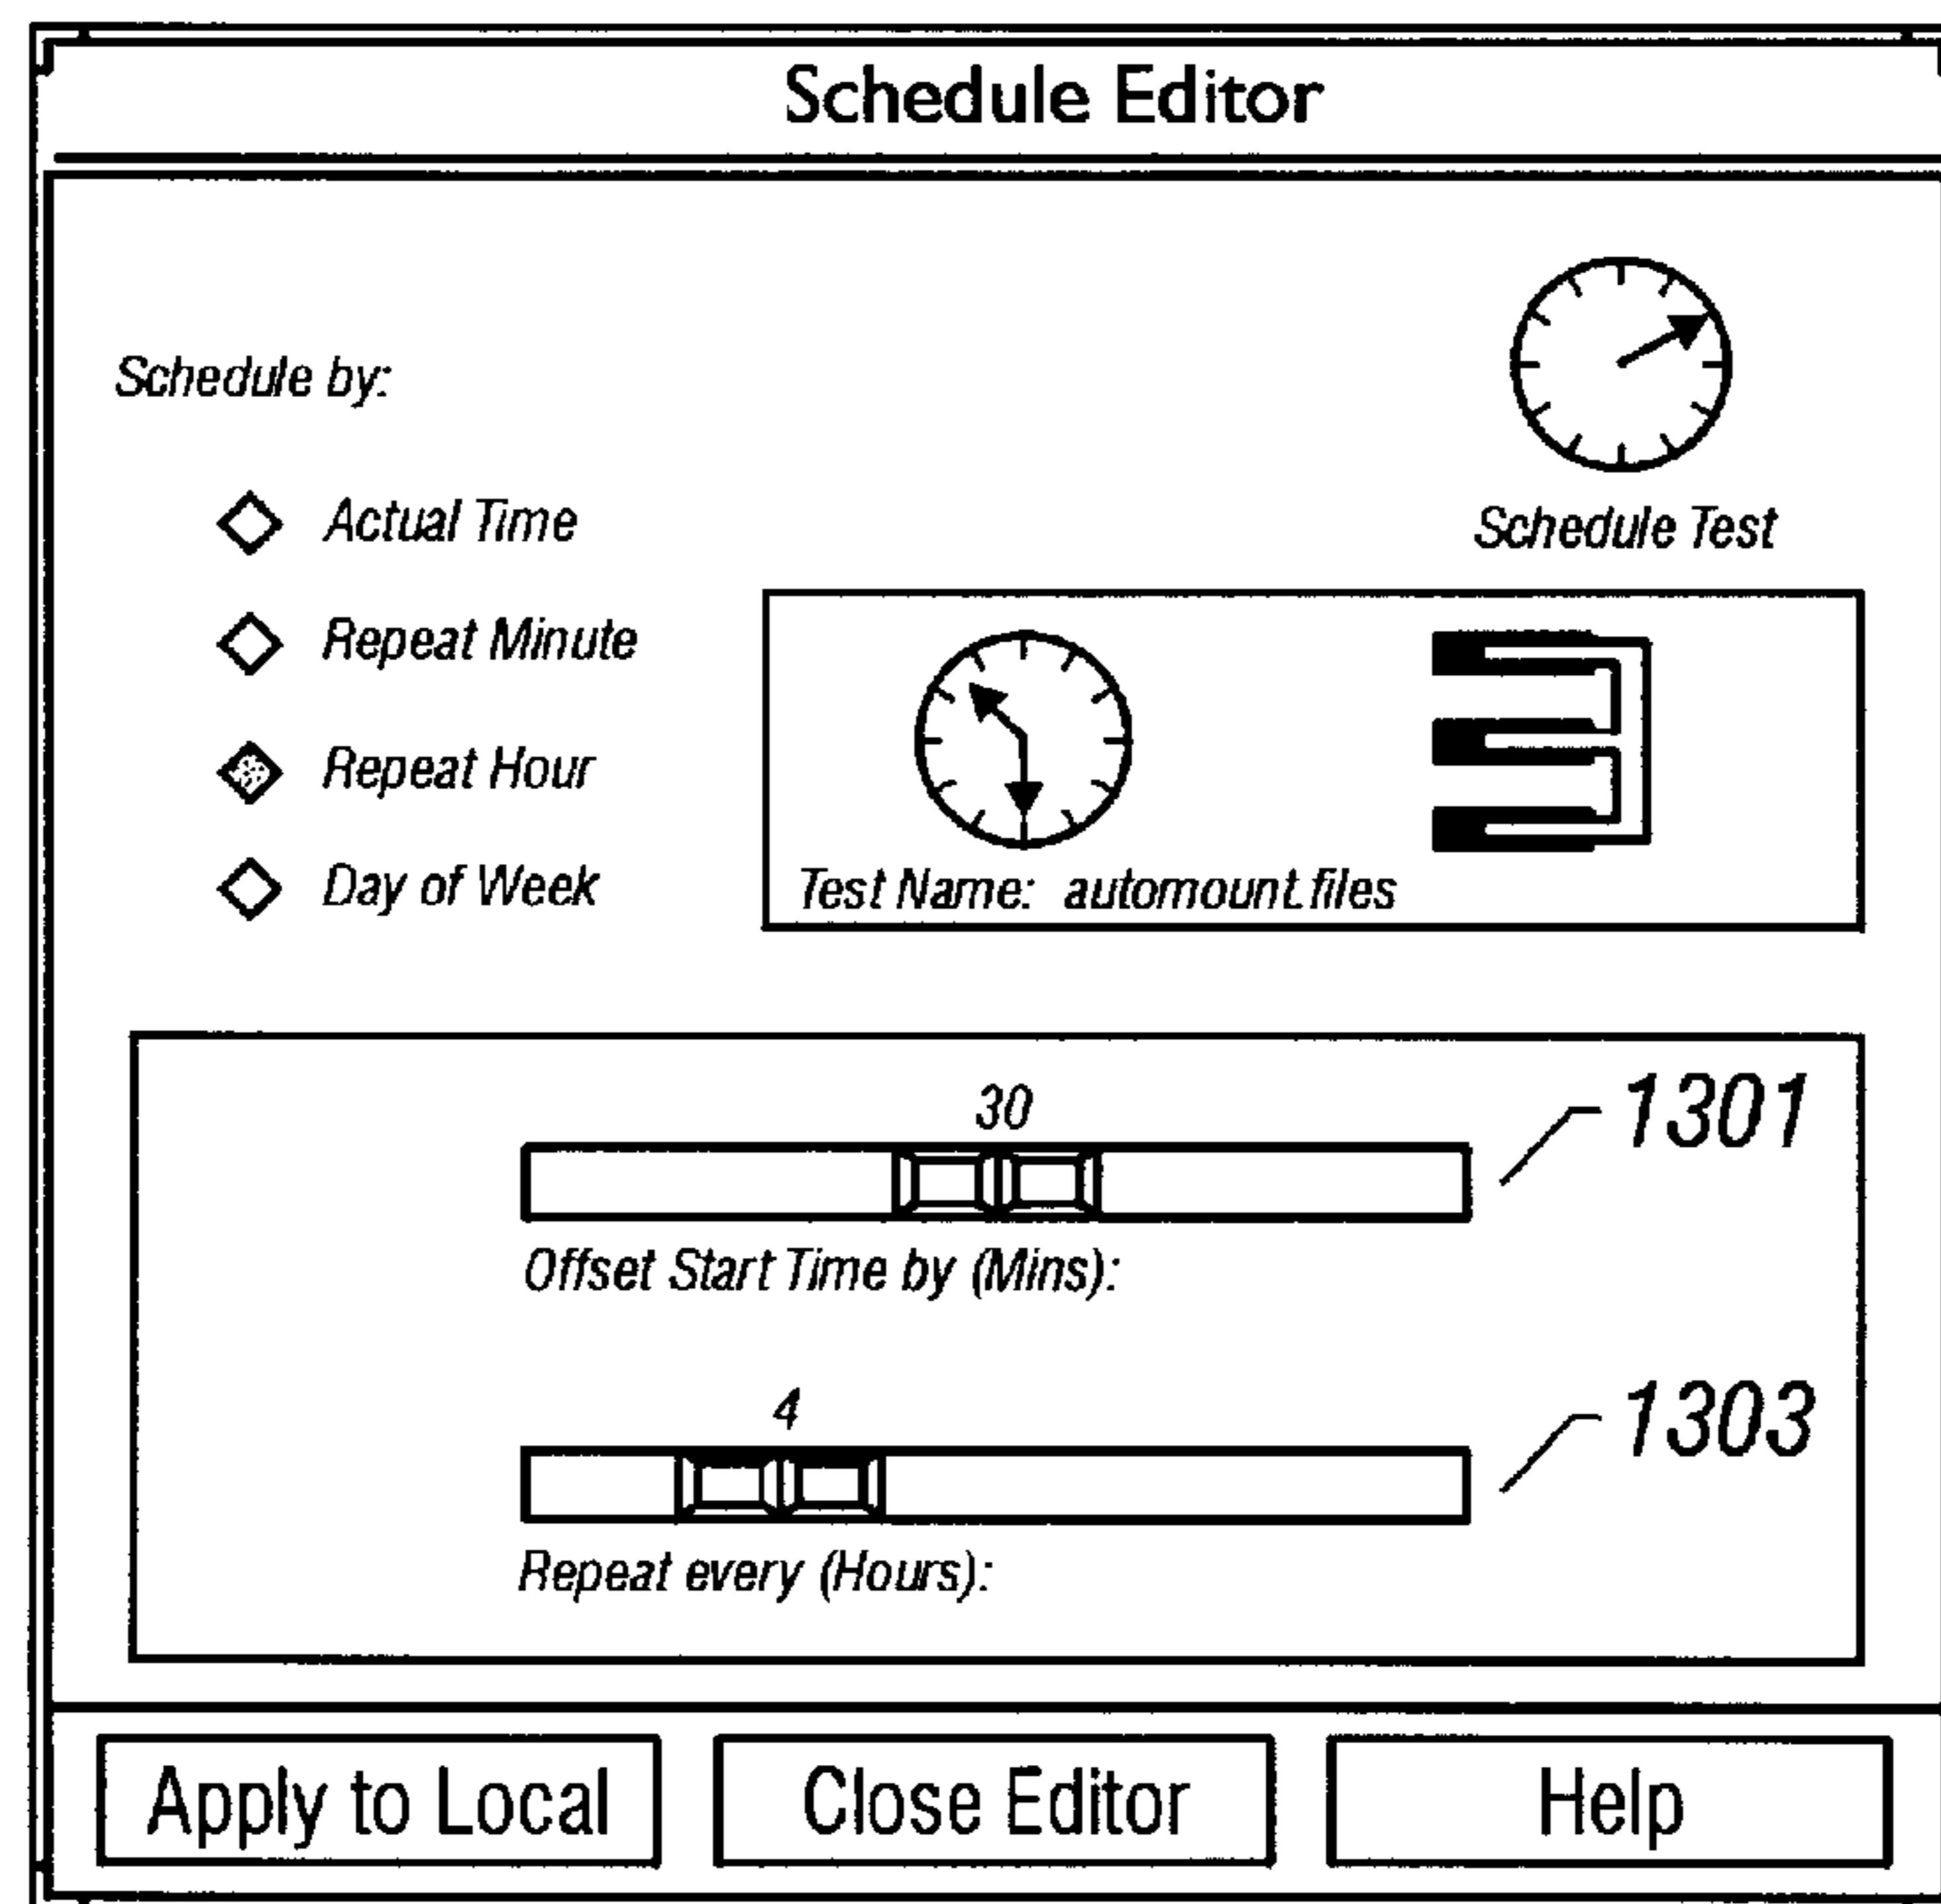 Schedule Editor
Schedule by:
Schedule Test
Actual Time
Repeat Minute
Repeat Hour
Day of Week
Test Name: automount.files
30
1301
Offset Start Time by (Mins):
4
1303
Repeat every (Hours):
Apply to Local
Close Editor
Help